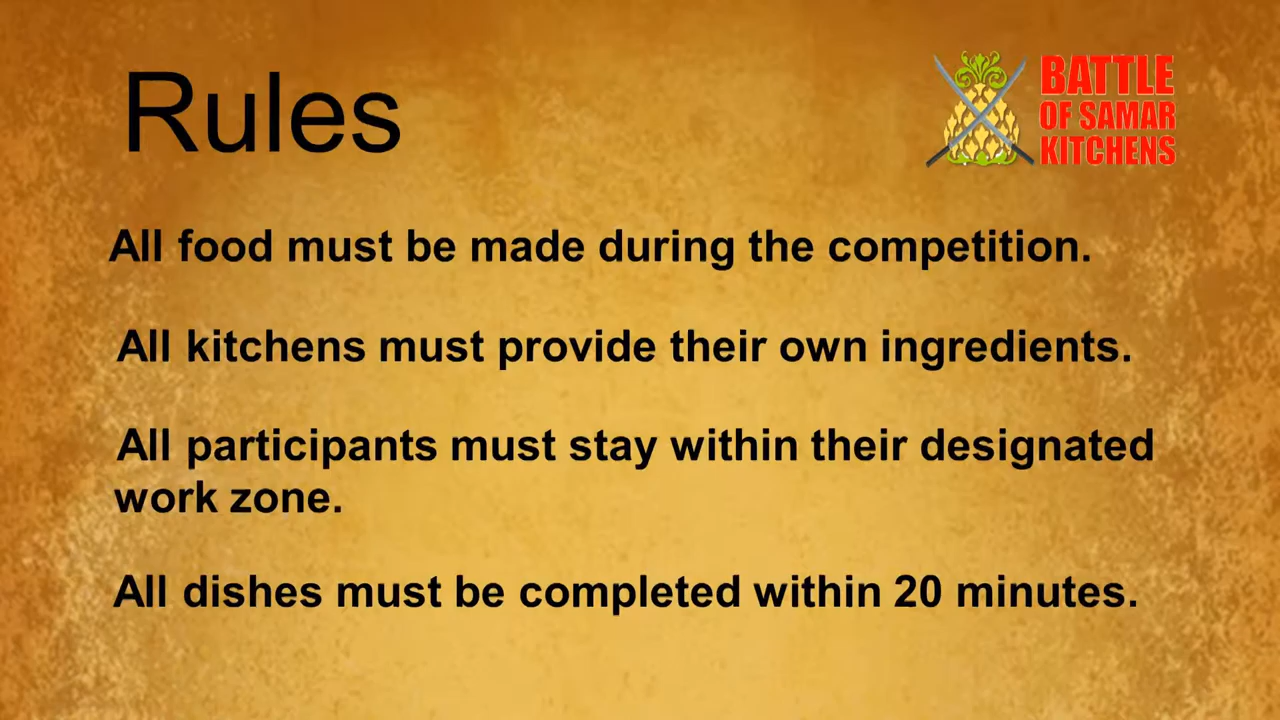 Rules
BATTLE
OF SAMAR
KITCHENS
All food must be made during the competition.
All kitchens must provide their own ingredients.
All participants must stay within their designated
work zone.
All dishes must be completed within 20 minutes.